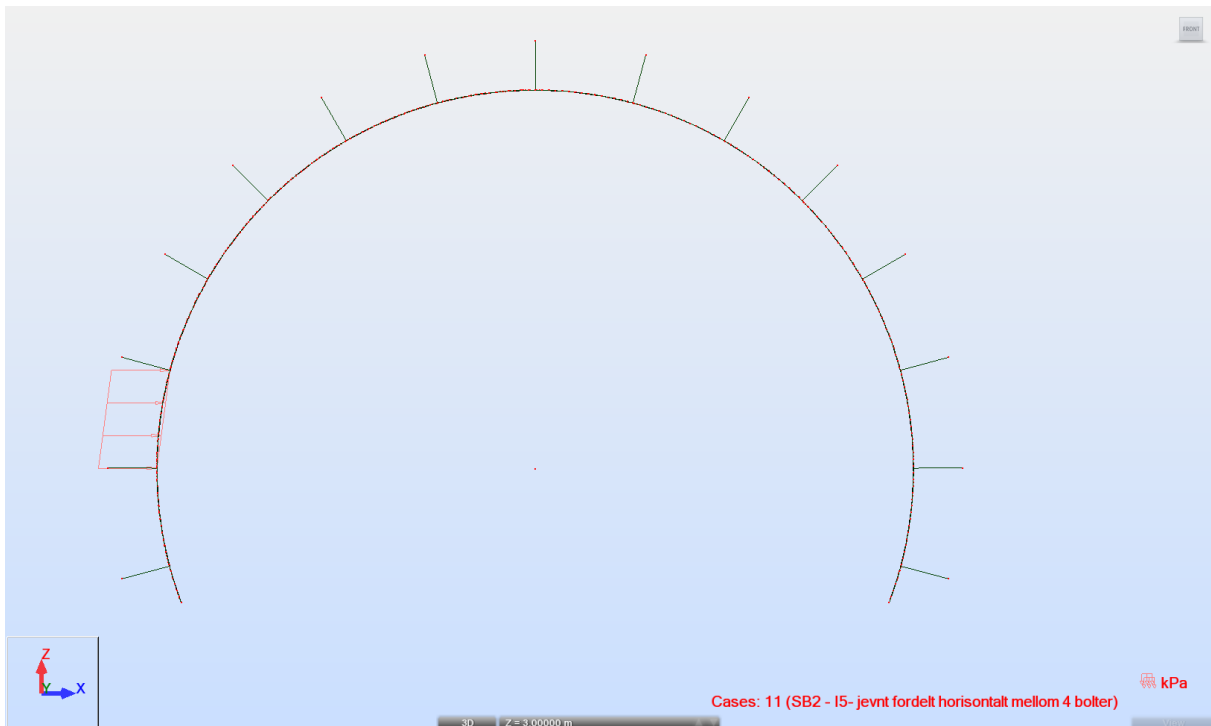 FRONT
Z
Y
X
kPa
Cases: 11 (SB2 - I5- jevnt fordelt horisontalt mellom 4 bolter)
3D
Z = 3.00000 m